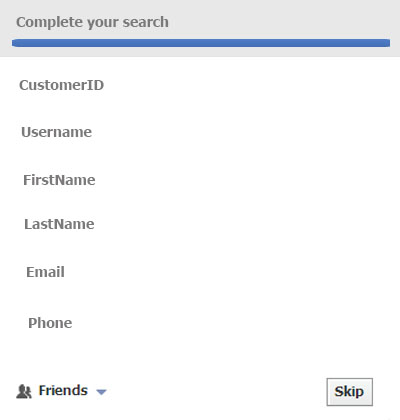 Complete your search
CustomerID
Username
FirstName
LastName
Email
Phone
Friends
Skip